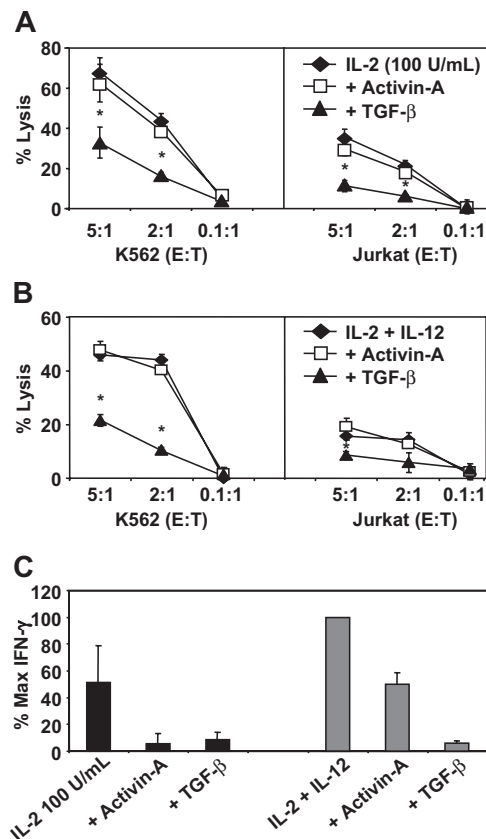 A
80
60
40
20
0
% Lysis
*
*
*
*
IL-2 (100 U/mL)
+ Activin-A
+ TGF-β
5:1 2:1 0.1:1
5:1 2:1 0.1:1
K562 (E:T)
Jurkat (E:T)
B
60
40
20
0
% Lysis
*
*
*
IL-2 + IL-12
+ Activin-A
+ TGF-β
5:1 2:1 0.1:1
5:1 2:1 0.1:1
K562 (E:T)
Jurkat (E:T)
C
120
100
80
60
40
20
0
% Max IFN-γ
IL-2 100 U/mL
+ Activin-A
+ TGF-β
IL-2 + IL-12
+ Activin-A
+ TGF-β